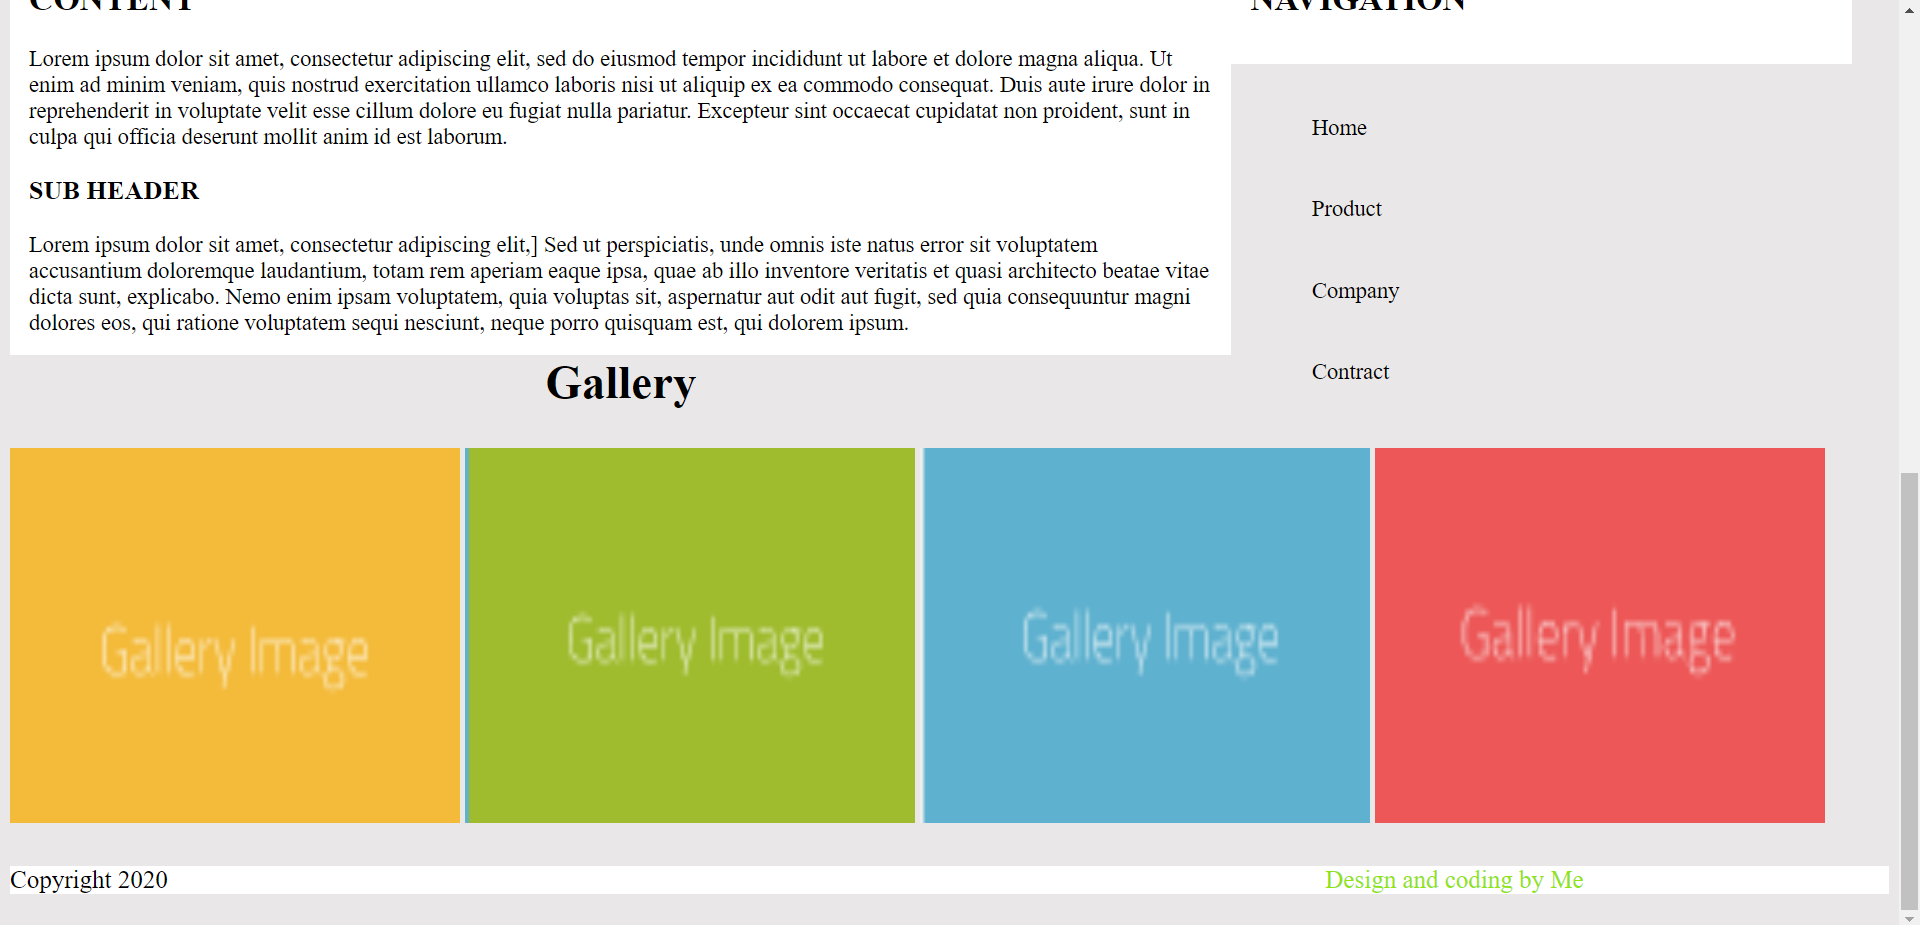 CONTENT
Lorem ipsum dolor sit amet, consectetur adipiscing elit, sed do eiusmod tempor incididunt ut labore et dolore magna aliqua. Ut
enim ad minim veniam, quis nostrud exercitation ullamco laboris nisi ut aliquip ex ea commodo consequat. Duis aute irure dolor in
reprehenderit in voluptate velit esse cillum dolore eu fugiat nulla pariatur. Excepteur sint occaecat cupidatat non proident, sunt in
culpa qui officia deserunt mollit anim id est laborum.
SUB HEADER
Lorem ipsum dolor sit amet, consectetur adipiscing elit,] Sed ut perspiciatis, unde omnis iste natus error sit voluptatem
accusantium doloremque laudantium, totam rem aperiam eaque ipsa, quae ab illo inventore veritatis et quasi architecto beatae vitae
dicta sunt, explicabo. Nemo enim ipsam voluptatem, quia voluptas sit, aspernatur aut odit aut fugit, sed quia consequuntur magni
dolores eos, qui ratione voluptatem sequi nesciunt, neque porro quisquam est, qui dolorem ipsum.
NAVIGATION
Home
Product
Company
Contract
Gallery
Gallery Image
Gallery Image
Gallery Image
Gallery Image
Copyright 2020
Design and coding by Me